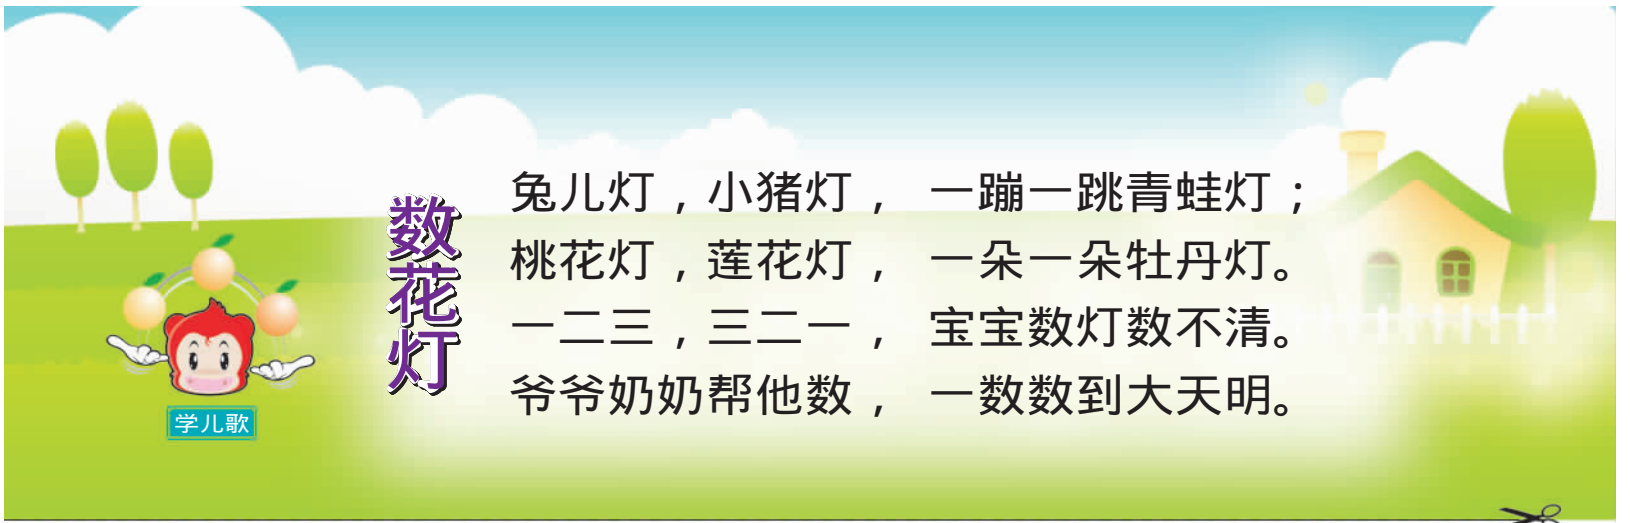 数花灯
兔儿灯，小猪灯， 一蹦一跳青蛙灯；
桃花灯，莲花灯， 一朵一朵牡丹灯。
一二三，三二一， 宝宝数灯数不清。
爷爷奶奶帮他数， 一数数到大天明。
学儿歌